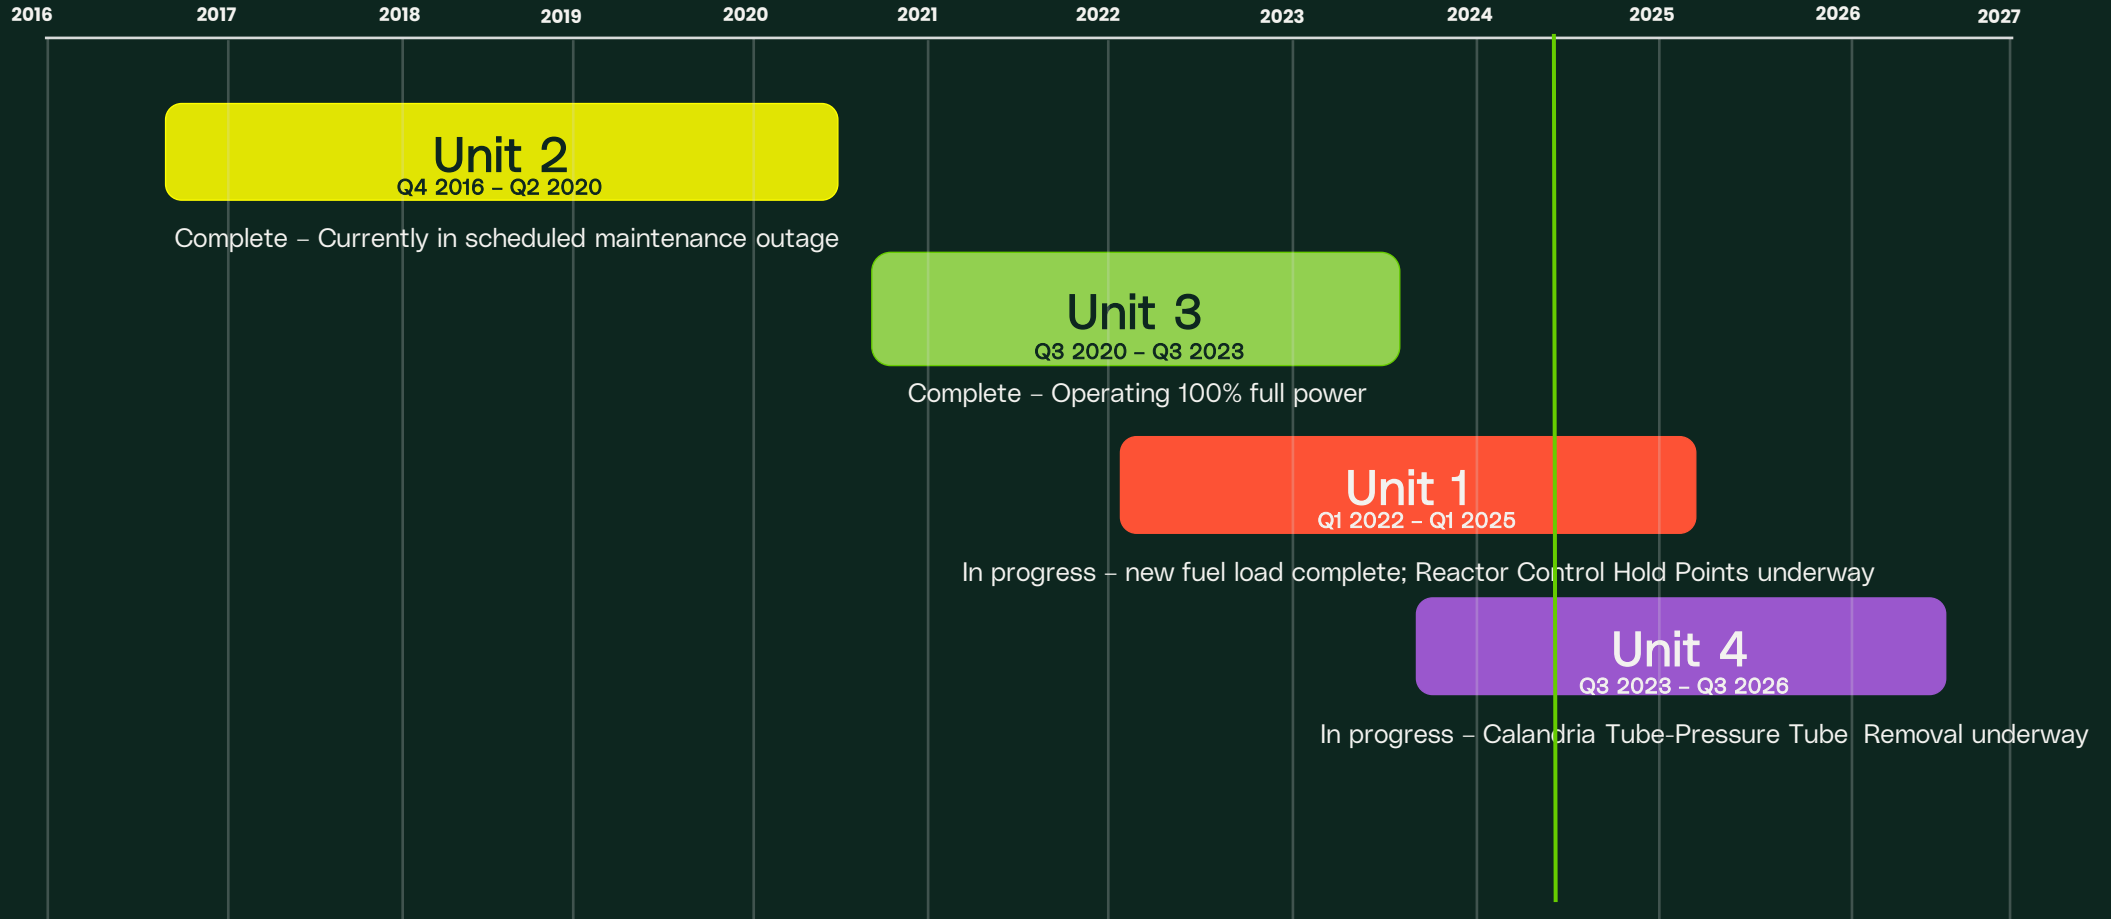 2016 2017 2018 2019 2020 2021 2022 2023 2024 2025 2026 2027
Unit 2
Q4 2016 – Q2 2020
Complete – Currently in scheduled maintenance outage
Unit 3
Q3 2020 – Q3 2023
Complete – Operating 100% full power
Unit 1
Q1 2022 – Q1 2025
In progress – new fuel load complete; Reactor Control Hold Points underway
Unit 4
Q3 2023 – Q3 2026
In progress – Calandria Tube-Pressure Tube Removal underway